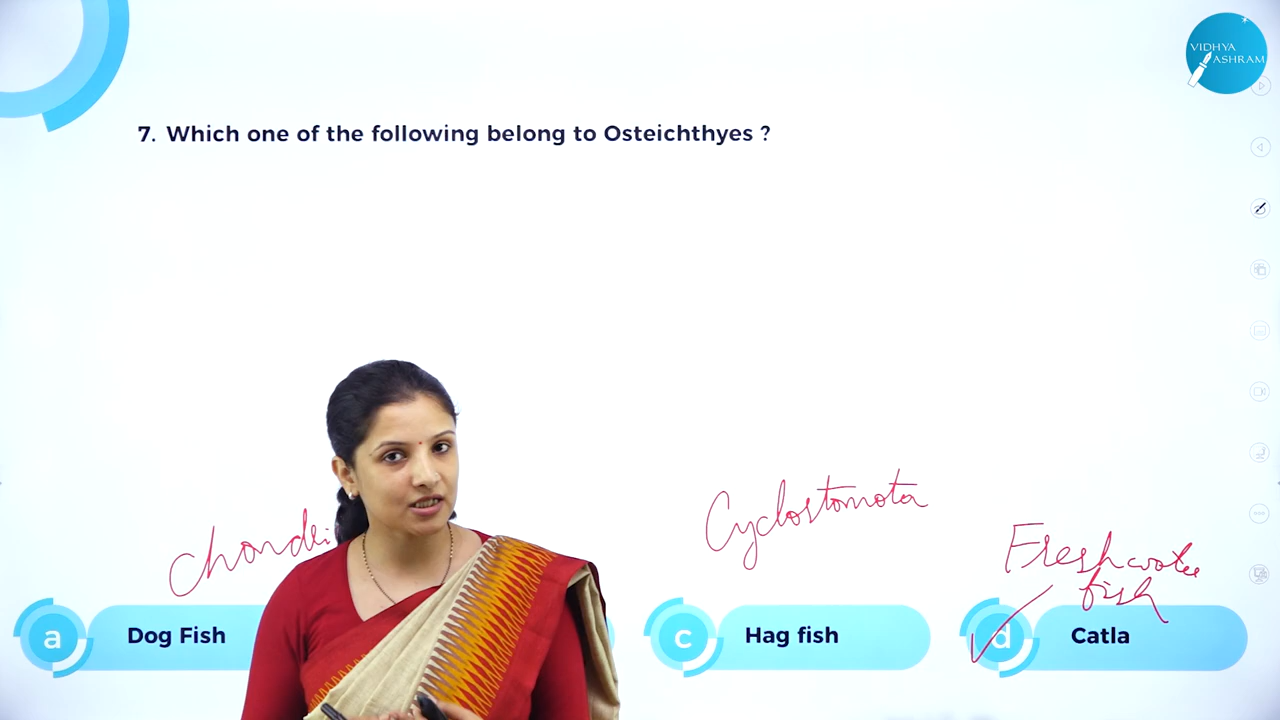 VIDHYA
ASHRAM
7. Which one of the following belong to Osteichthyes ?
Cyclostomata
Freshwater
fish
a Dog Fish
c Hag fish
d Catla